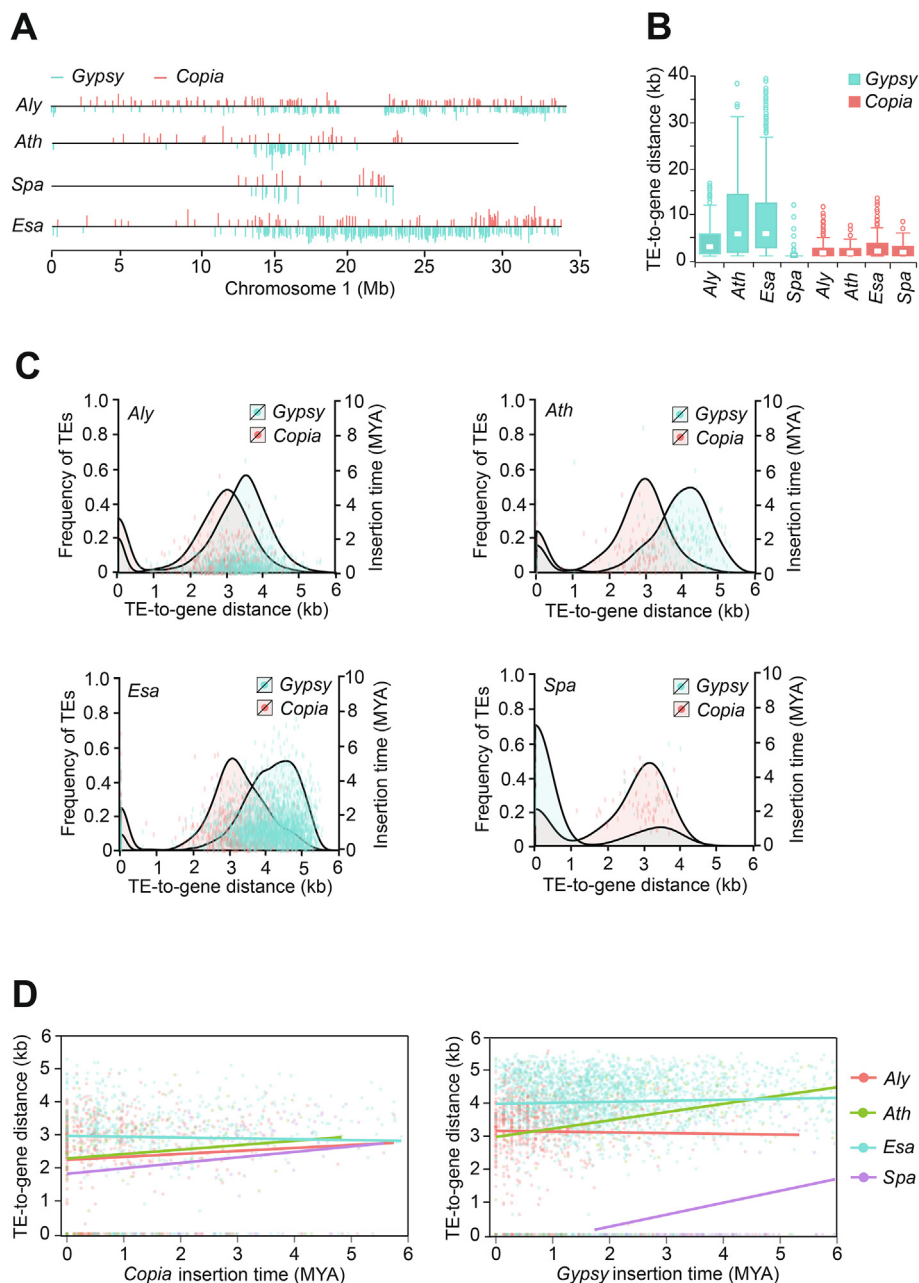 A
Gypsy Copia
Aly
Ath
Spa
Esa
0 5 10 15 20 25 30 35
Chromosome 1 (Mb)
B
TE-to-gene distance (kb)
40
30
20
10
0
Gypsy
Copia
Aly Ath Esa Spa Aly Ath Esa Spa
C
Aly
Gypsy
Copia
Frequency of TEs
1.0
0.8
0.6
0.4
0.2
0
Insertion time (MYA)
10
8
6
4
2
0
0 1 2 3 4 5 6
TE-to-gene distance (kb)
Ath
Gypsy
Copia
Frequency of TEs
1.0
0.8
0.6
0.4
0.2
0
Insertion time (MYA)
10
8
6
4
2
0
0 1 2 3 4 5 6
TE-to-gene distance (kb)
Esa
Gypsy
Copia
Frequency of TEs
1.0
0.8
0.6
0.4
0.2
0
Insertion time (MYA)
10
8
6
4
2
0
0 1 2 3 4 5 6
TE-to-gene distance (kb)
Spa
Gypsy
Copia
Frequency of TEs
1.0
0.8
0.6
0.4
0.2
0
Insertion time (MYA)
10
8
6
4
2
0
0 1 2 3 4 5 6
TE-to-gene distance (kb)
D
TE-to-gene distance (kb)
6
5
4
3
2
1
0
0 1 2 3 4 5 6
Copia insertion time (MYA)
TE-to-gene distance (kb)
6
5
4
3
2
1
0
0 1 2 3 4 5 6
Gypsy insertion time (MYA)
Aly
Ath
Esa
Spa